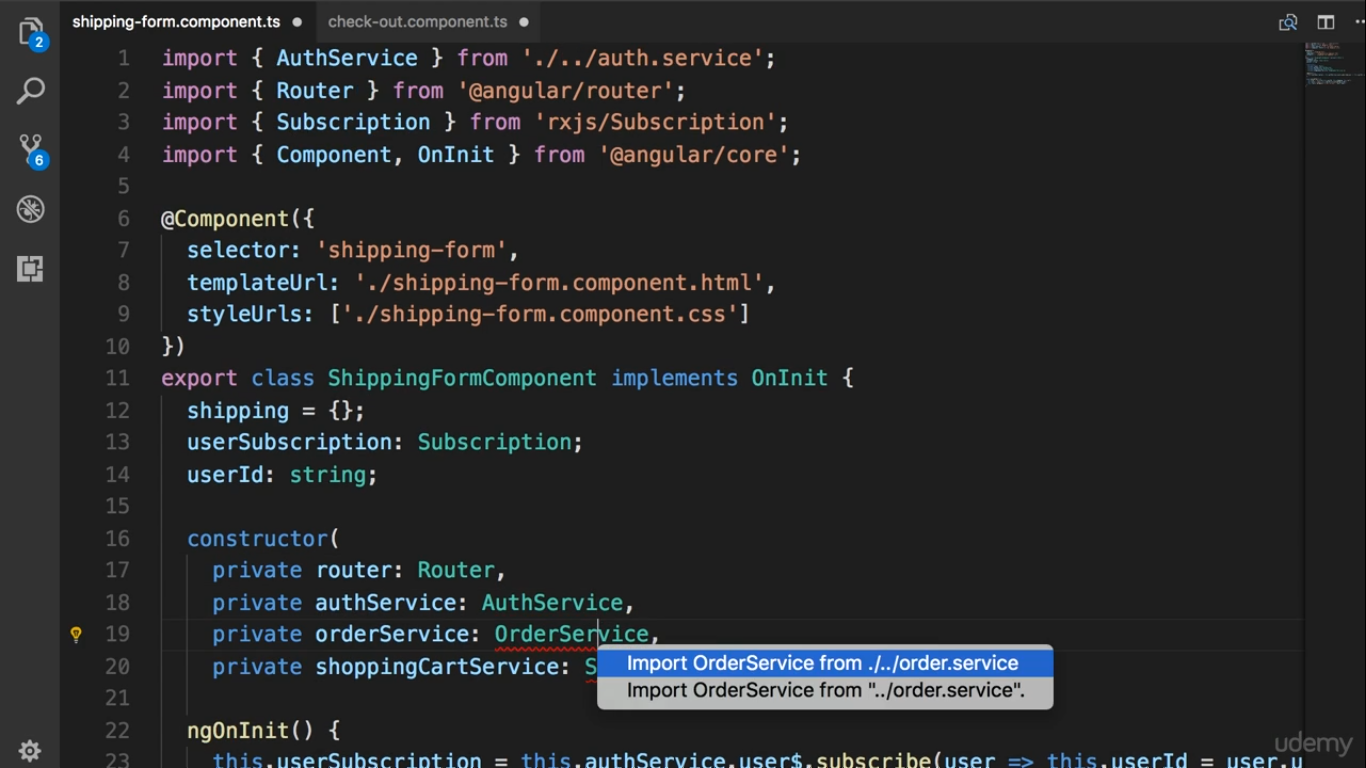 shipping-form.component.ts check-out.component.ts
2
6
1 import { AuthService } from './../auth.service';
2 import { Router } from '@angular/router';
3 import { Subscription } from 'rxjs/Subscription';
4 import { Component, OnInit } from '@angular/core';
5
6 @Component({
7 selector: 'shipping-form',
8 templateUrl: './shipping-form.component.html',
9 styleUrls: ['./shipping-form.component.css']
10 })
11 export class ShippingFormComponent implements OnInit {
12 shipping = {};
13 userSubscription: Subscription;
14 userId: string;
15
16 constructor(
17 private router: Router,
18 private authService: AuthService,
19 private orderService: OrderService,
20 private shoppingCartService: S
Import OrderService from ./../order.service
Import OrderService from "../order.service".
21
22 ngOnInit() {
23 this.userSubscription = this.authService.user$.subscribe(user => this.userId = user.u
udemy